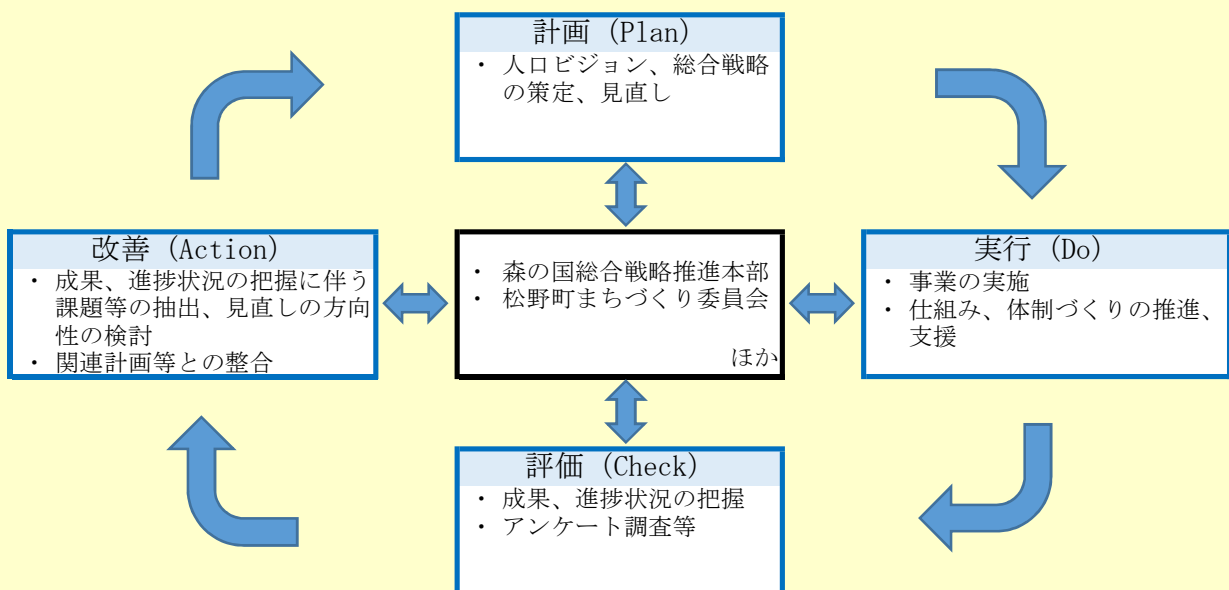 計画 (Plan)
・ 人口ビジョン、総合戦略
の策定、見直し
改善 (Action)
・ 成果、進捗状況の把握に伴う
課題等の抽出、見直しの方向
性の検討
・ 関連計画等との整合
・ 森の国総合戦略推進本部
・ 松野町まちづくり委員会
ほか
実行 (Do)
・ 事業の実施
・ 仕組み、体制づくりの推進、
支援
評価 (Check)
・ 成果、進捗状況の把握
・ アンケート調査等